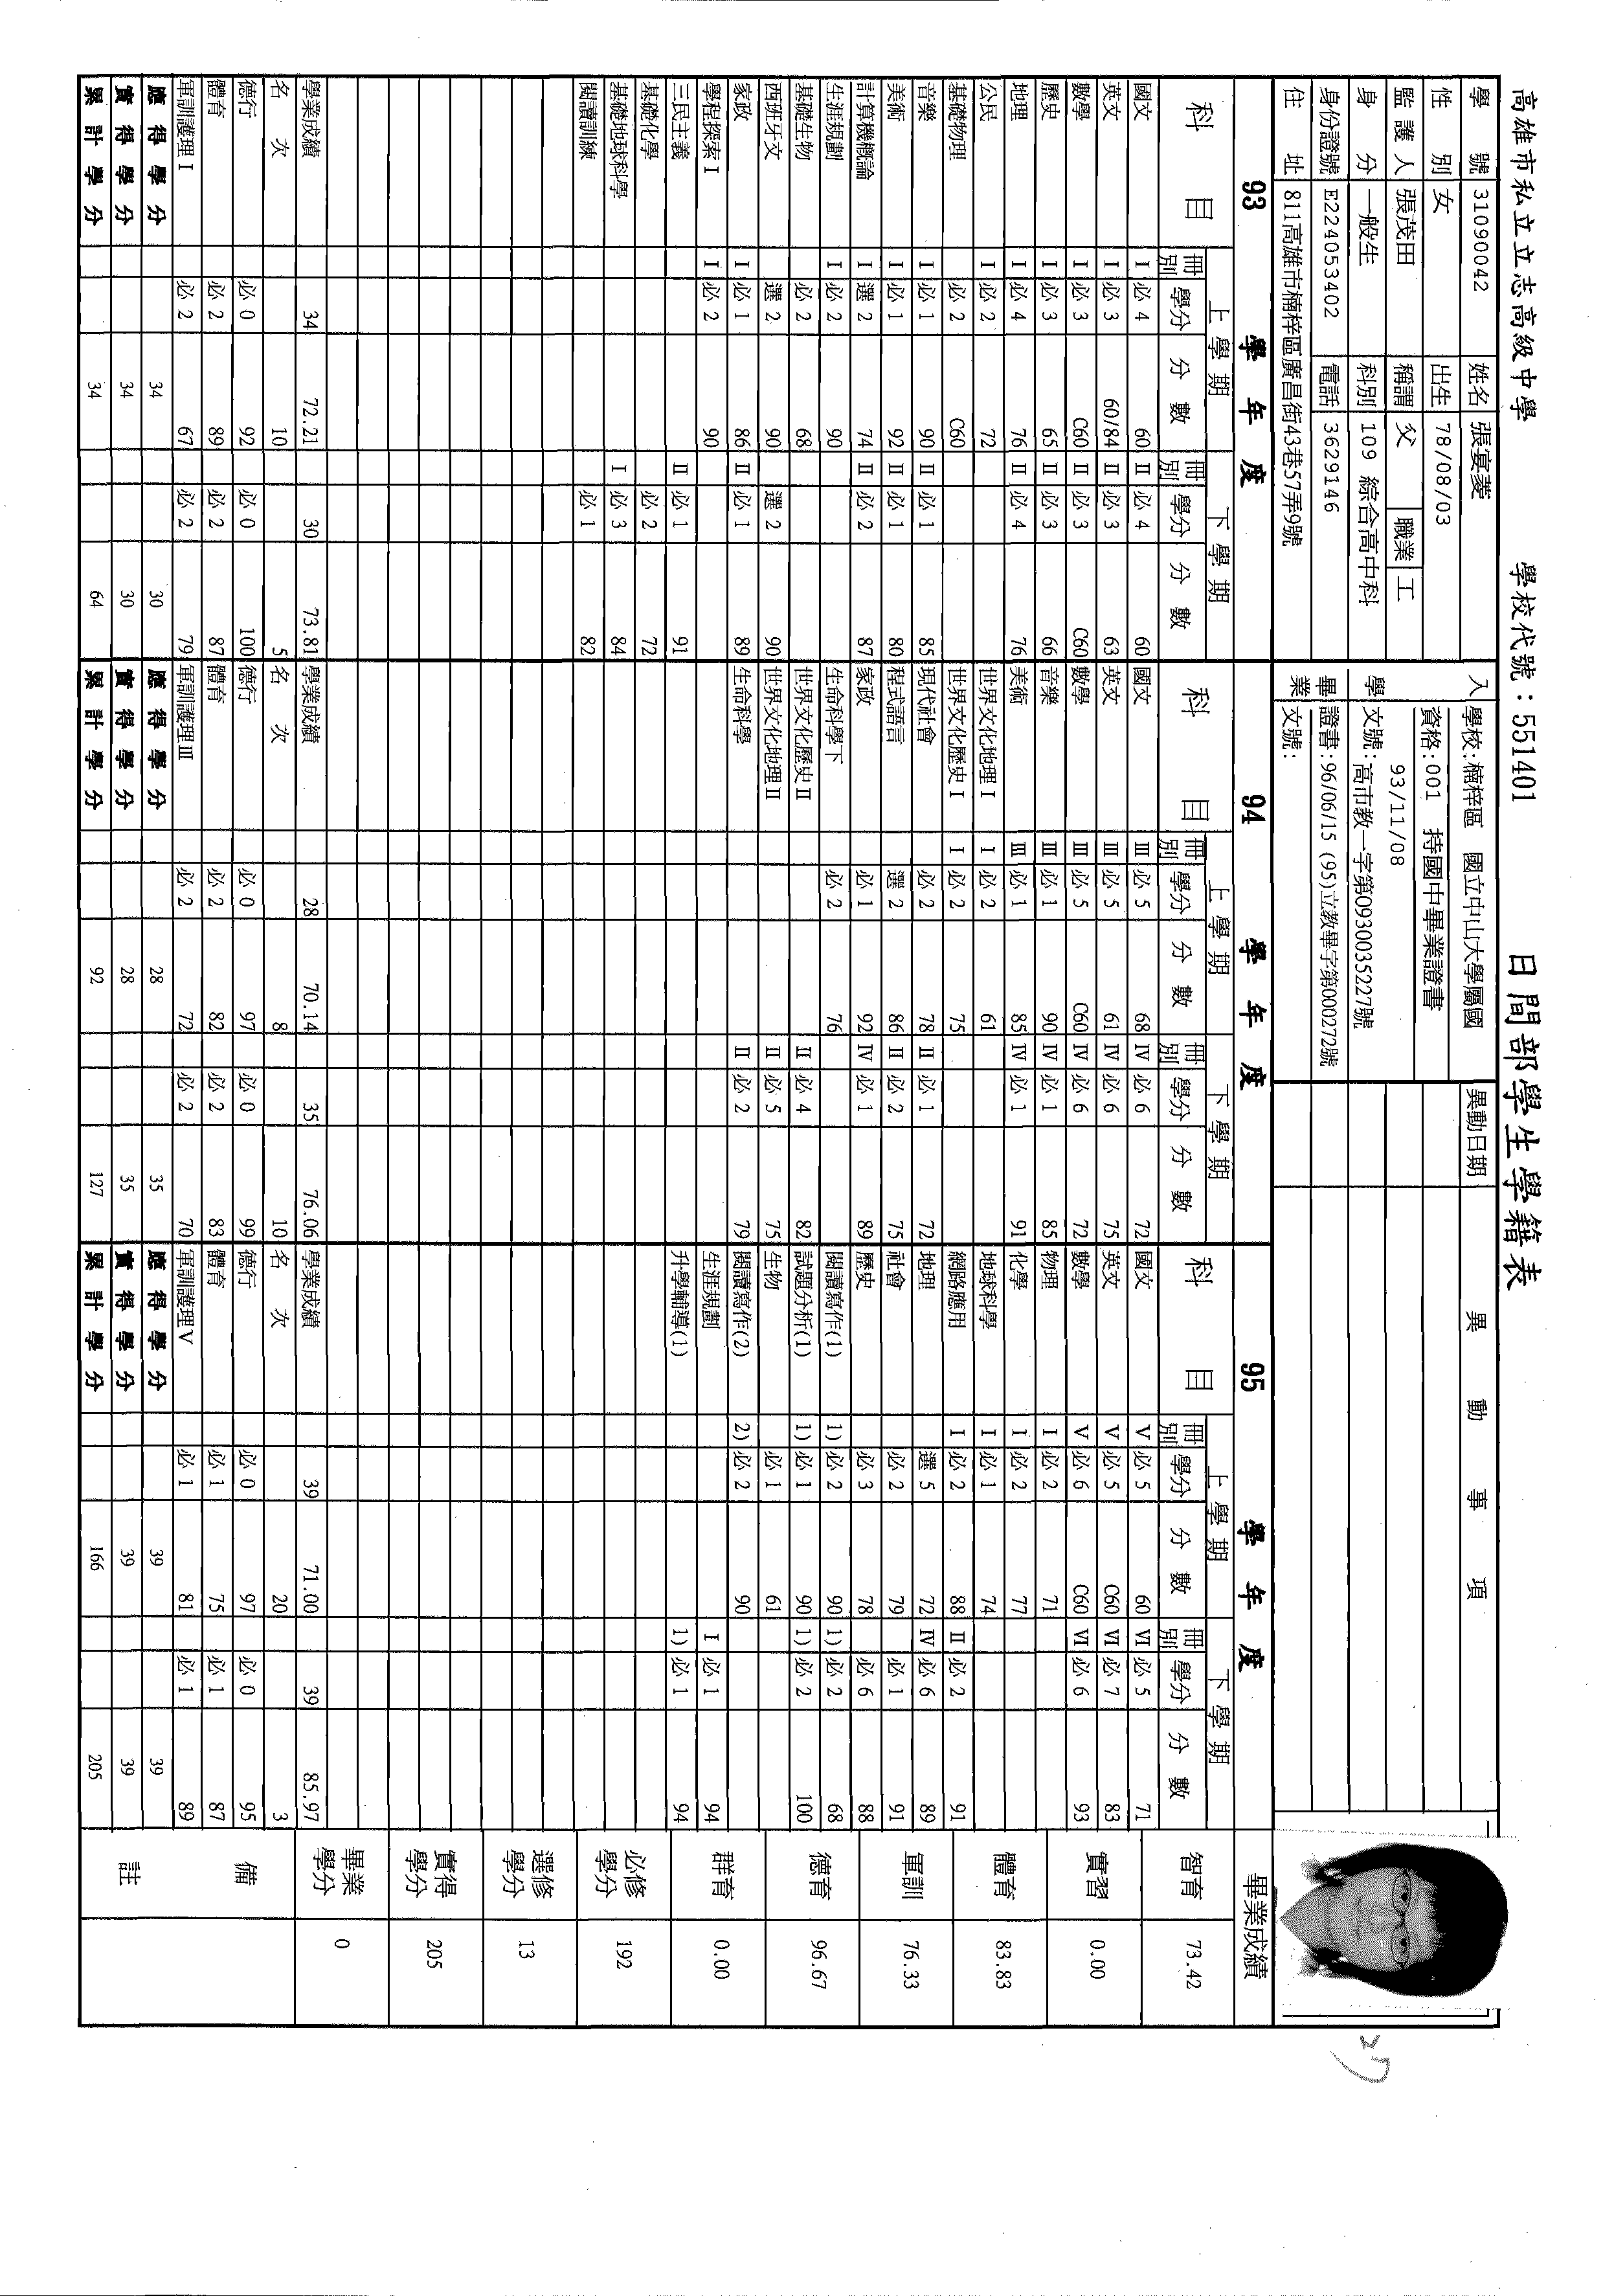 高雄市私立立志高級中學 學校代號：551401 日間部學生學籍表
學號 31090042 姓名 張宴菱
性別 女 出生 78/08/03
監護人 張茂田 稱謂 父 職業 工
身分 一般生 科別 109 綜合高中科
身份證號 E224053402 電話 3629146
住址 811高雄市楠梓區廣昌街43巷57弄9號
入學 學校:楠梓區 國立中山大學屬國
資格:001 持國中畢業證書
93/11/08
文號:高市教一字第0930035227號
畢業 證書:96/06/15 (95)立教畢字第000272號
文號:
異動日期 異動事項
93 學年度
科目 上學期 冊別 學分 分數 下學期 冊別 學分 分數
國文 I 必 4 60 II 必 4 60
英文 I 必 3 60/84 II 必 3 63
數學 I 必 3 C60 II 必 3 C60
歷史 I 必 3 65 II 必 3 66
地理 I 必 4 76 II 必 4 76
公民 I 必 2 72
基礎物理 必 2 C60
音樂 I 必 1 90 II 必 1 85
美術 I 必 1 92 II 必 1 80
計算機概論 I 選 2 74 II 必 2 87
生涯規劃 I 必 2 90
基礎生物 必 2 68
西班牙文 選 2 90 選 2 90
家政 I 必 1 86 II 必 1 89
學程探索 I I 必 2 90
三民主義 II 必 1 91
基礎化學 必 2 72
基礎地球科學 I 必 3 84
閱讀訓練 必 1 82
學業成績 34 72.21 30 73.81
名次 10 5
德行 必 0 92 必 0 100
體育 必 2 89 必 2 87
軍訓護理 I 必 2 67 必 2 79
應得學分 34 30
實得學分 34 30
累計學分 34 64
94 學年度
科目 上學期 冊別 學分 分數 下學期 冊別 學分 分數
國文 III 必 5 68 IV 必 6 72
英文 III 必 5 61 IV 必 6 75
數學 III 必 5 C60 IV 必 6 72
音樂 III 必 1 90 IV 必 1 85
美術 III 必 1 85 IV 必 1 91
世界文化地理 I I 必 2 61
世界文化歷史 I I 必 2 75
現代社會 必 2 78 II 必 1 72
程式語言 選 2 86 II 必 2 75
家政 必 1 92 IV 必 1 89
生命科學下 必 2 76
世界文化歷史 II II 必 4 82
世界文化地理 II II 必 5 75
生命科學 II 必 2 79
學業成績 28 70.14 35 76.06
名次 8 10
德行 必 0 97 必 0 99
體育 必 2 82 必 2 83
軍訓護理III 必 2 72 必 2 70
應得學分 28 35
實得學分 28 35
累計學分 92 127
95 學年度
科目 上學期 冊別 學分 分數 下學期 冊別 學分 分數
國文 V 必 5 60 VI 必 5 71
英文 V 必 5 C60 VI 必 7 83
數學 V 必 6 C60 VI 必 6 93
物理 I 必 2 71
化學 I 必 2 77
地球科學 I 必 1 74
網路應用 I 必 2 88 II 必 2 91
地理 選 5 72 IV 必 6 89
社會 必 2 79 必 1 91
歷史 必 3 78 必 6 88
閱讀寫作(1) 1) 必 2 90 1) 必 2 68
試題分析(1) 1) 必 1 90 1) 必 2 100
生物 必 1 61
閱讀寫作(2) 2) 必 2 90
生涯規劃 I 必 1 94
升學輔導(1) 1) 必 1 94
學業成績 39 71.00 39 85.97
名次 20 3
德行 必 0 97 必 0 95
體育 必 1 75 必 1 87
軍訓護理V 必 1 81 必 1 89
應得學分 39 39
實得學分 39 39
累計學分 166 205
畢業成績
智育 73.42
實習 0.00
體育 83.83
軍訓 76.33
德育 96.67
群育 0.00
必修學分 192
選修學分 13
實得學分 205
畢業學分 0
備註